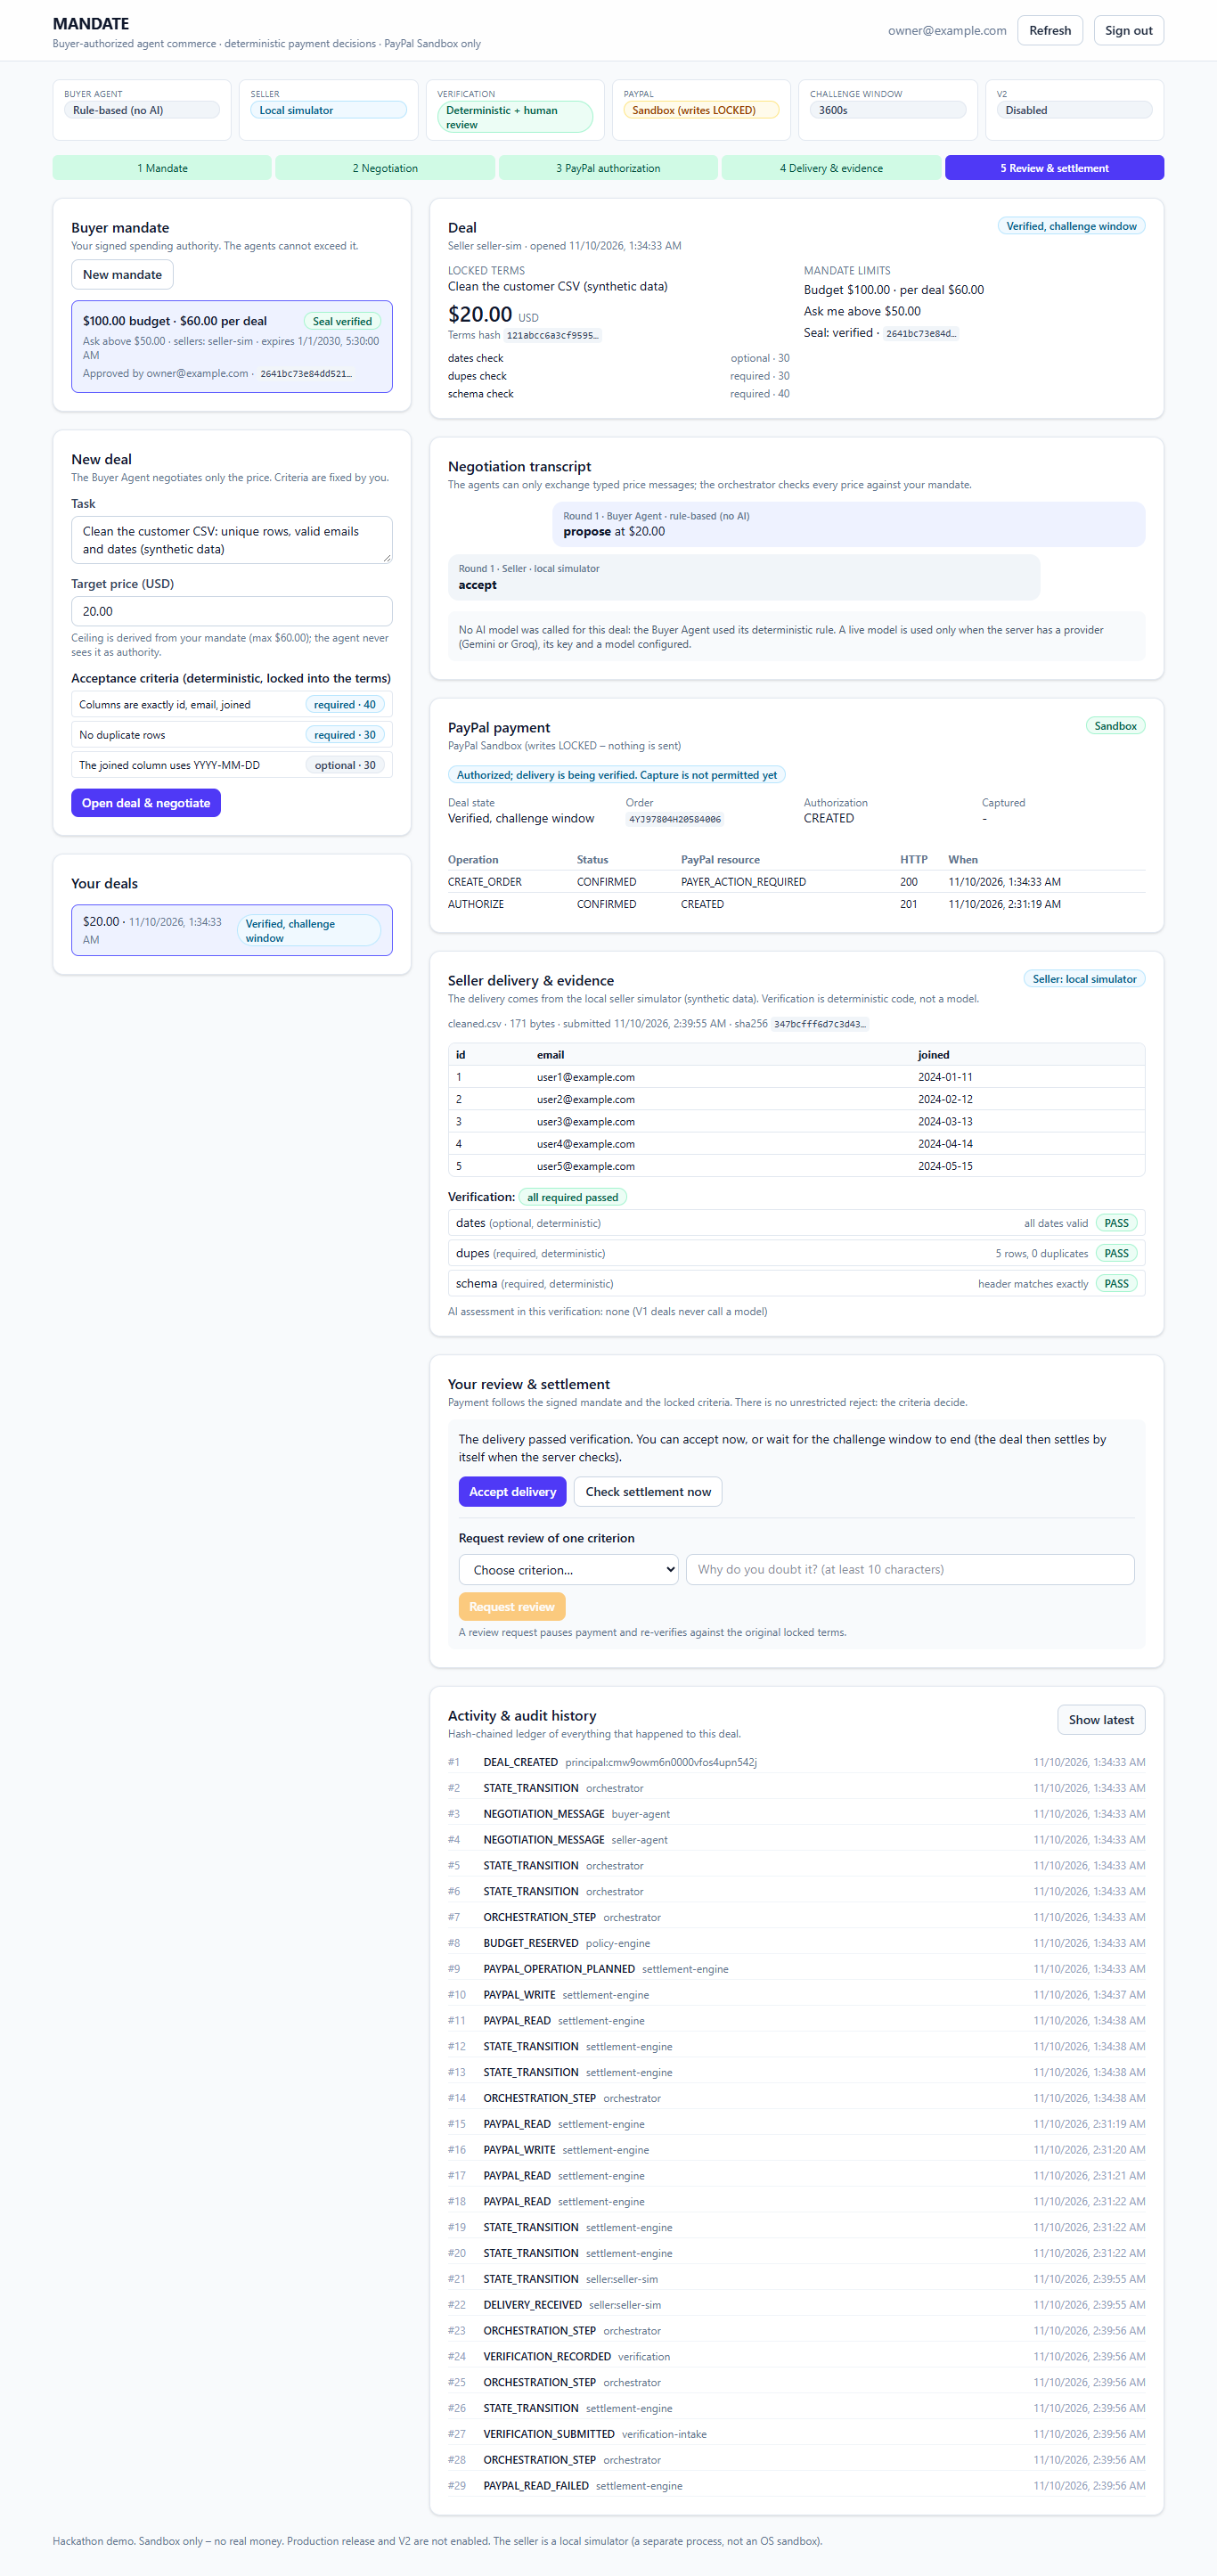 MANDATE
Buyer-authorized agent commerce · deterministic payment decisions · PayPal Sandbox only
owner@example.com
Refresh
Sign out
BUYER AGENT
Rule-based (no AI)
SELLER
Local simulator
VERIFICATION
Deterministic + human
review
PAYPAL
Sandbox (writes LOCKED)
CHALLENGE WINDOW
3600s
V2
Disabled
1 Mandate
2 Negotiation
3 PayPal authorization
4 Delivery & evidence
5 Review & settlement
Buyer mandate
Your signed spending authority. The agents cannot exceed it.
New mandate
$100.00 budget · $60.00 per deal
Seal verified
Ask above $50.00 · sellers: seller-sim · expires 1/1/2030, 5:30:00
AM
Approved by owner@example.com · 2641bc73e84dd521…
New deal
The Buyer Agent negotiates only the price. Criteria are fixed by you.
Task
Clean the customer CSV: unique rows, valid emails
and dates (synthetic data)
Target price (USD)
20.00
Ceiling is derived from your mandate (max $60.00); the agent never
sees it as authority.
Acceptance criteria (deterministic, locked into the terms)
Columns are exactly id, email, joined
required · 40
No duplicate rows
required · 30
The joined column uses YYYY-MM-DD
optional · 30
Open deal & negotiate
Your deals
$20.00 · 11/10/2026, 1:34:33
AM
Verified, challenge
window
Deal
Seller seller-sim · opened 11/10/2026, 1:34:33 AM
Verified, challenge window
LOCKED TERMS
Clean the customer CSV (synthetic data)
$20.00 USD
Terms hash 121abcc6a3cf9595…
dates check
optional · 30
dupes check
required · 30
schema check
required · 40
MANDATE LIMITS
Budget $100.00 · per deal $60.00
Ask me above $50.00
Seal: verified · 2641bc73e84d…
Negotiation transcript
The agents can only exchange typed price messages; the orchestrator checks every price against your mandate.
Round 1 · Buyer Agent · rule-based (no AI)
propose at $20.00
Round 1 · Seller · local simulator
accept
No AI model was called for this deal: the Buyer Agent used its deterministic rule. A live model is used only when the server has a provider
(Gemini or Groq), its key and a model configured.
PayPal payment
PayPal Sandbox (writes LOCKED – nothing is sent)
Sandbox
Authorized; delivery is being verified. Capture is not permitted yet
Deal state
Verified, challenge window
Order
4YJ97804H20584006
Authorization
CREATED
Captured
-
Operation Status PayPal resource HTTP When
CREATE_ORDER CONFIRMED PAYER_ACTION_REQUIRED 200 11/10/2026, 1:34:33 AM
AUTHORIZE CONFIRMED CREATED 201 11/10/2026, 2:31:19 AM
Seller delivery & evidence
The delivery comes from the local seller simulator (synthetic data). Verification is deterministic code, not a model.
Seller: local simulator
cleaned.csv · 171 bytes · submitted 11/10/2026, 2:39:55 AM · sha256 347bcfff6d7c3d43…
id email joined
1 user1@example.com 2024-01-11
2 user2@example.com 2024-02-12
3 user3@example.com 2024-03-13
4 user4@example.com 2024-04-14
5 user5@example.com 2024-05-15
Verification: all required passed
dates (optional, deterministic) all dates valid PASS
dupes (required, deterministic) 5 rows, 0 duplicates PASS
schema (required, deterministic) header matches exactly PASS
AI assessment in this verification: none (V1 deals never call a model)
Your review & settlement
Payment follows the signed mandate and the locked criteria. There is no unrestricted reject: the criteria decide.
The delivery passed verification. You can accept now, or wait for the challenge window to end (the deal then settles by
itself when the server checks).
Accept delivery
Check settlement now
Request review of one criterion
Choose criterion...
Why do you doubt it? (at least 10 characters)
Request review
A review request pauses payment and re-verifies against the original locked terms.
Activity & audit history
Hash-chained ledger of everything that happened to this deal.
Show latest
#1 DEAL_CREATED principal:cmw9owm6n0000vfos4upn542j 11/10/2026, 1:34:33 AM
#2 STATE_TRANSITION orchestrator 11/10/2026, 1:34:33 AM
#3 NEGOTIATION_MESSAGE buyer-agent 11/10/2026, 1:34:33 AM
#4 NEGOTIATION_MESSAGE seller-agent 11/10/2026, 1:34:33 AM
#5 STATE_TRANSITION orchestrator 11/10/2026, 1:34:33 AM
#6 STATE_TRANSITION orchestrator 11/10/2026, 1:34:33 AM
#7 ORCHESTRATION_STEP orchestrator 11/10/2026, 1:34:33 AM
#8 BUDGET_RESERVED policy-engine 11/10/2026, 1:34:33 AM
#9 PAYPAL_OPERATION_PLANNED settlement-engine 11/10/2026, 1:34:33 AM
#10 PAYPAL_WRITE settlement-engine 11/10/2026, 1:34:37 AM
#11 PAYPAL_READ settlement-engine 11/10/2026, 1:34:38 AM
#12 STATE_TRANSITION settlement-engine 11/10/2026, 1:34:38 AM
#13 STATE_TRANSITION settlement-engine 11/10/2026, 1:34:38 AM
#14 ORCHESTRATION_STEP orchestrator 11/10/2026, 1:34:38 AM
#15 PAYPAL_READ settlement-engine 11/10/2026, 2:31:19 AM
#16 PAYPAL_WRITE settlement-engine 11/10/2026, 2:31:20 AM
#17 PAYPAL_READ settlement-engine 11/10/2026, 2:31:21 AM
#18 PAYPAL_READ settlement-engine 11/10/2026, 2:31:22 AM
#19 STATE_TRANSITION settlement-engine 11/10/2026, 2:31:22 AM
#20 STATE_TRANSITION settlement-engine 11/10/2026, 2:31:22 AM
#21 STATE_TRANSITION seller:seller-sim 11/10/2026, 2:39:55 AM
#22 DELIVERY_RECEIVED seller:seller-sim 11/10/2026, 2:39:55 AM
#23 ORCHESTRATION_STEP orchestrator 11/10/2026, 2:39:56 AM
#24 VERIFICATION_RECORDED verification 11/10/2026, 2:39:56 AM
#25 ORCHESTRATION_STEP orchestrator 11/10/2026, 2:39:56 AM
#26 STATE_TRANSITION settlement-engine 11/10/2026, 2:39:56 AM
#27 VERIFICATION_SUBMITTED verification-intake 11/10/2026, 2:39:56 AM
#28 ORCHESTRATION_STEP orchestrator 11/10/2026, 2:39:56 AM
#29 PAYPAL_READ_FAILED settlement-engine 11/10/2026, 2:39:56 AM
Hackathon demo. Sandbox only – no real money. Production release and V2 are not enabled. The seller is a local simulator (a separate process, not an OS sandbox).